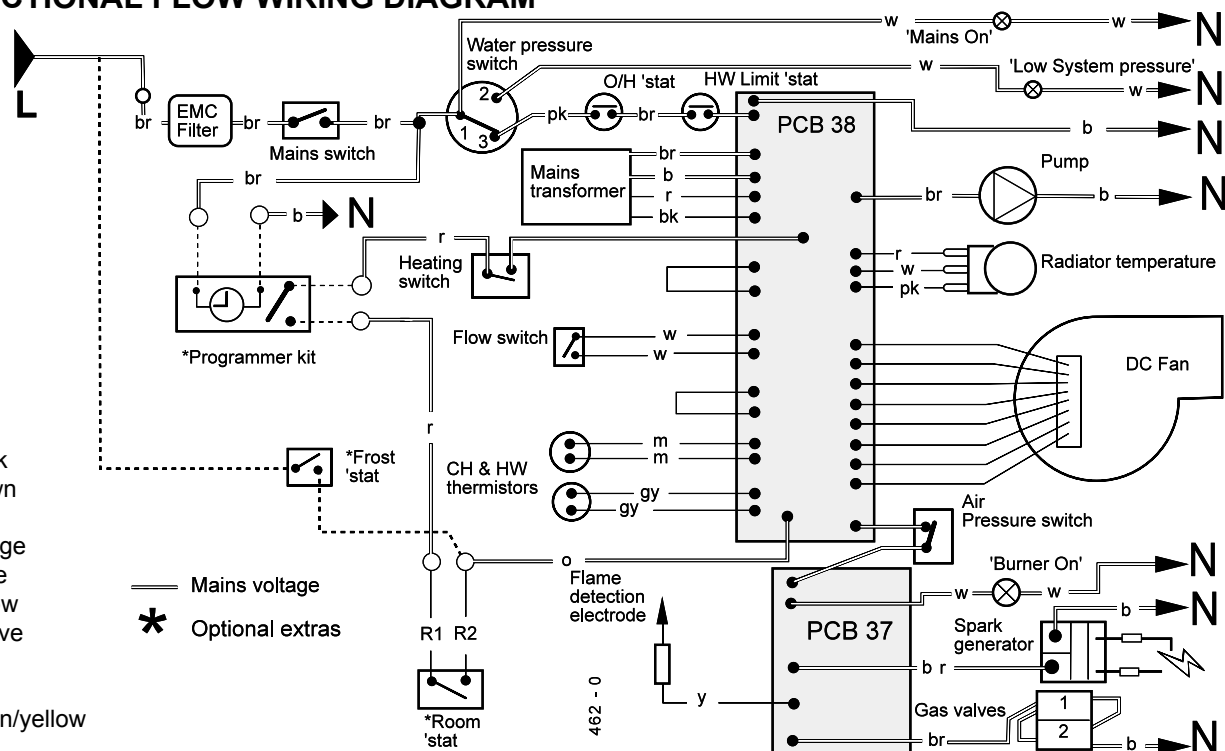 CTIONAL FLOW WIRING DIAGRAM
w
w
N
'Mains On'
Water pressure
switch
w
'Low System pressure'
w
N
O/H 'stat
HW Limit 'stat
L
br
EMC
Filter
br
Mains switch
br
1
2
3
pk
br
PCB 38
b
N
br
b
N
Mains
transformer
br
b
r
bk
br
Pump
b
N
r
Heating
switch
r
w
pk
Radiator temperature
*Programmer kit
Flow switch
w
w
DC Fan
r
*Frost
'stat
CH & HW
thermistors
m
m
gy
gy
Air
Pressure switch
k
wn
ge
e
w
ve
n/yellow
Mains voltage
* Optional extras
o
Flame
detection
electrode
'Burner On'
w
w
N
PCB 37
Spark
generator
b
N
b r
R1 R2
*Room
'stat
462 - 0
y
Gas valves
1
2
br
b
N